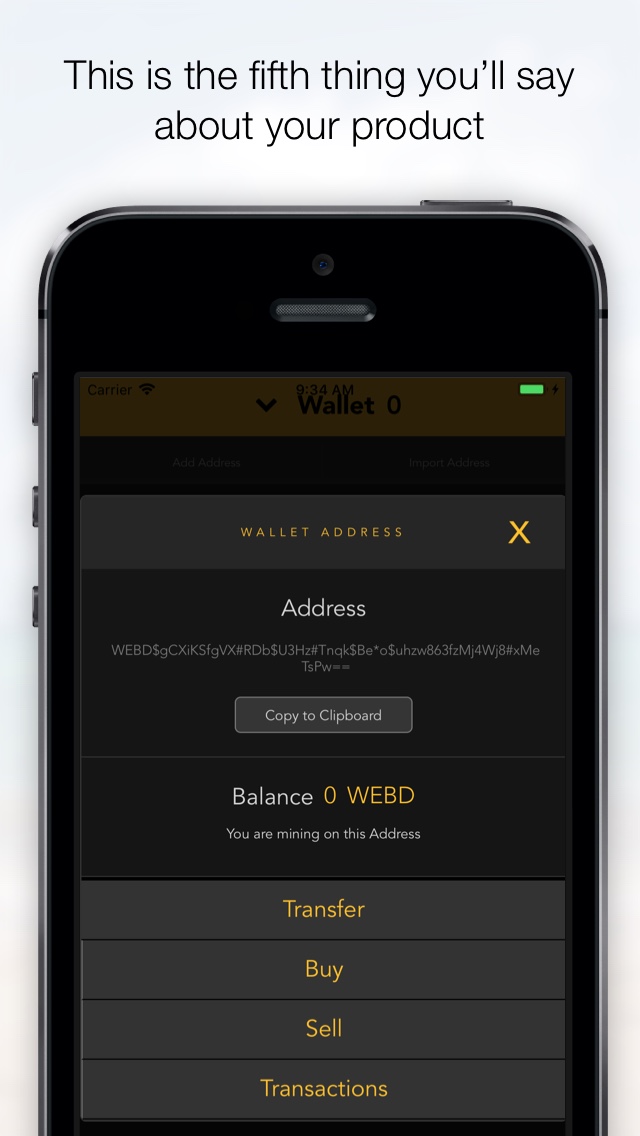 This is the fifth thing you’ll say
about your product
Carrier 9:34 AM
Wallet 0
Add Address Import Address
WALLET ADDRESS X
Address
WEBD$gCXiKSfgVX#RDb$U3Hz#Tnqk$Be*o$uhzw863fzMj4Wj8#xMe
TsPw==
Copy to Clipboard
Balance 0 WEBD
You are mining on this Address
Transfer
Buy
Sell
Transactions